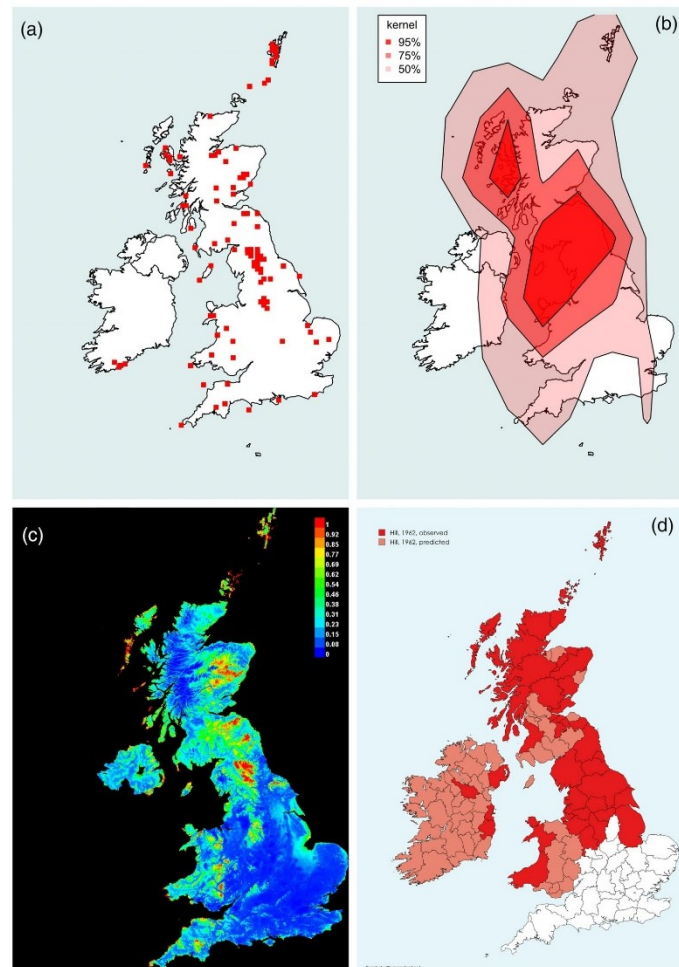 (a)
(b)
kernel
95%
75%
50%
(c)
1
0.92
0.85
0.77
0.69
0.62
0.54
0.46
0.38
0.31
0.23
0.15
0.08
0
(d)
Hill, 1962, observed
Hill, 1962, predicted